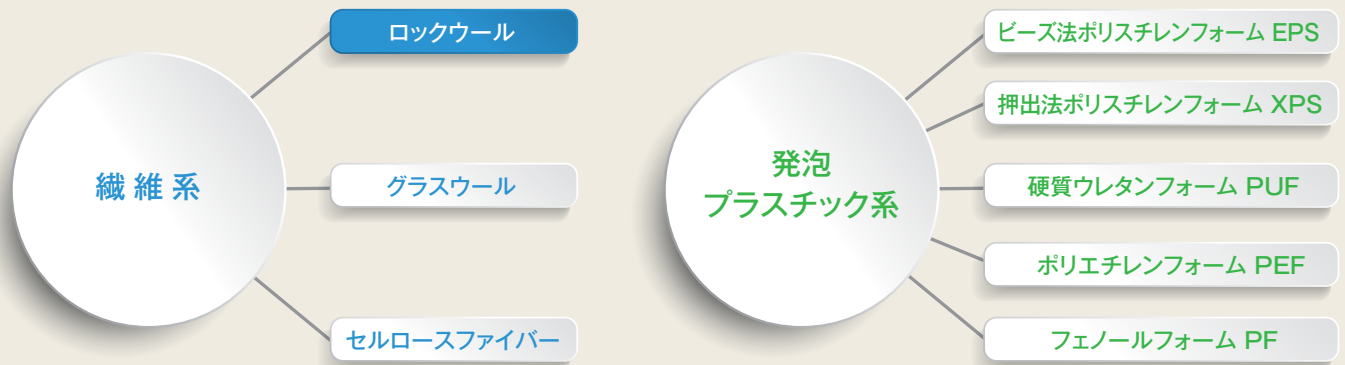 ロックウール
繊維系
グラスウール
セルロースファイバー
発泡
プラスチック系
ビーズ法ポリスチレンフォーム EPS
押出法ポリスチレンフォーム XPS
硬質ウレタンフォーム PUF
ポリエチレンフォーム PEF
フェノールフォーム PF